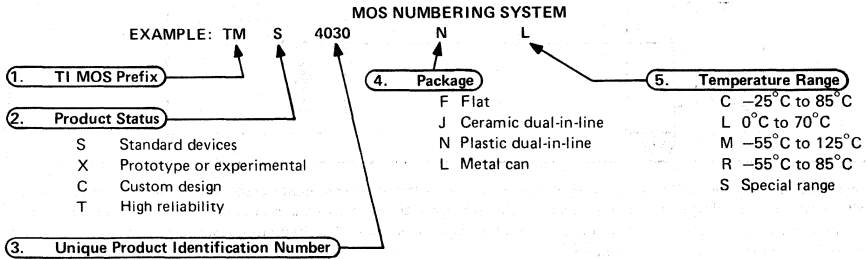 MOS NUMBERING SYSTEM
EXAMPLE: TM S 4030 N L
1. TI MOS Prefix
2. Product Status
S Standard devices
X Prototype or experimental
C Custom design
T High reliability
3. Unique Product Identification Number
4. Package
F Flat
J Ceramic dual-in-line
N Plastic dual-in-line
L Metal can
5. Temperature Range
C −25°C to 85°C
L 0°C to 70°C
M −55°C to 125°C
R −55°C to 85°C
S Special range